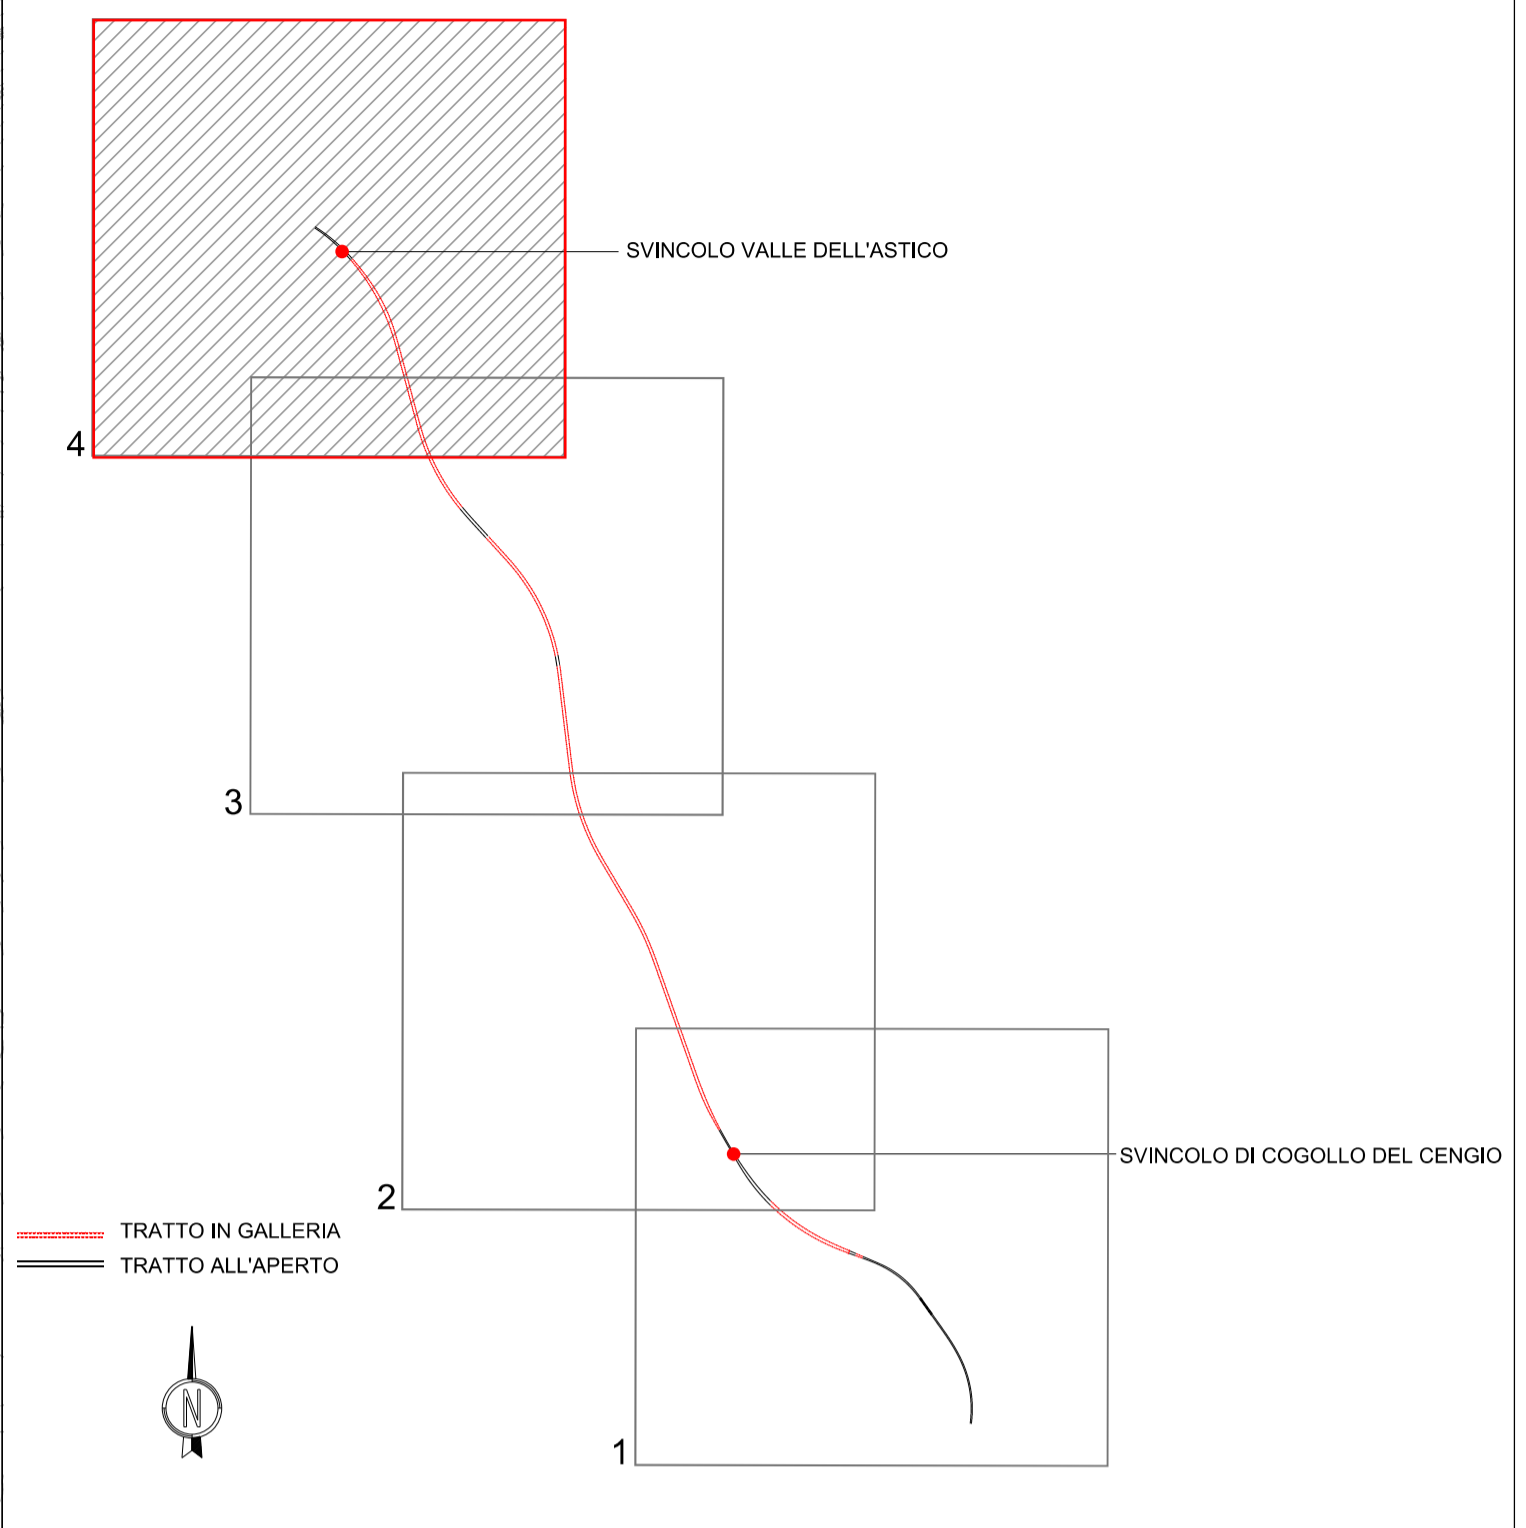 SVINCOLO VALLE DELL'ASTICO
4
3
SVINCOLO DI COGOLLO DEL CENGIO
2
TRATTO IN GALLERIA
TRATTO ALL'APERTO
N
1